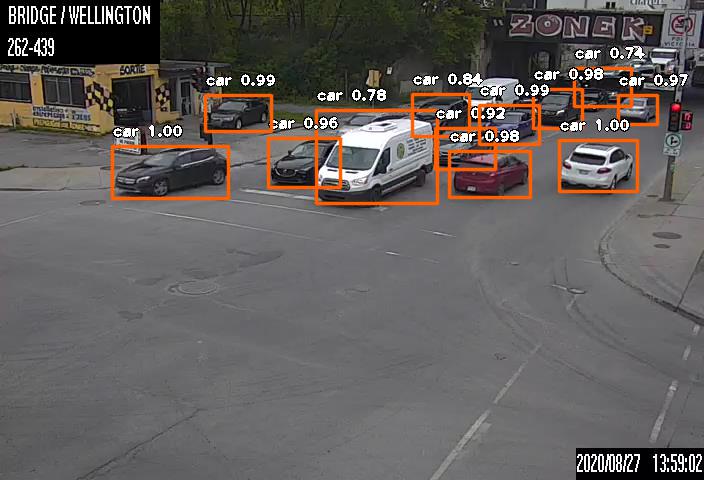 BRIDGE / WELLINGTON
262-439
ZONEK
SORTIE
car 0.74
car 0.99
car 0.84
car 0.98
car 0.97
car 0.78
car 0.99
car 0.96
car 0.92
car 1.00
car 0.98
car 1.00
2020/08/27 13:59:02